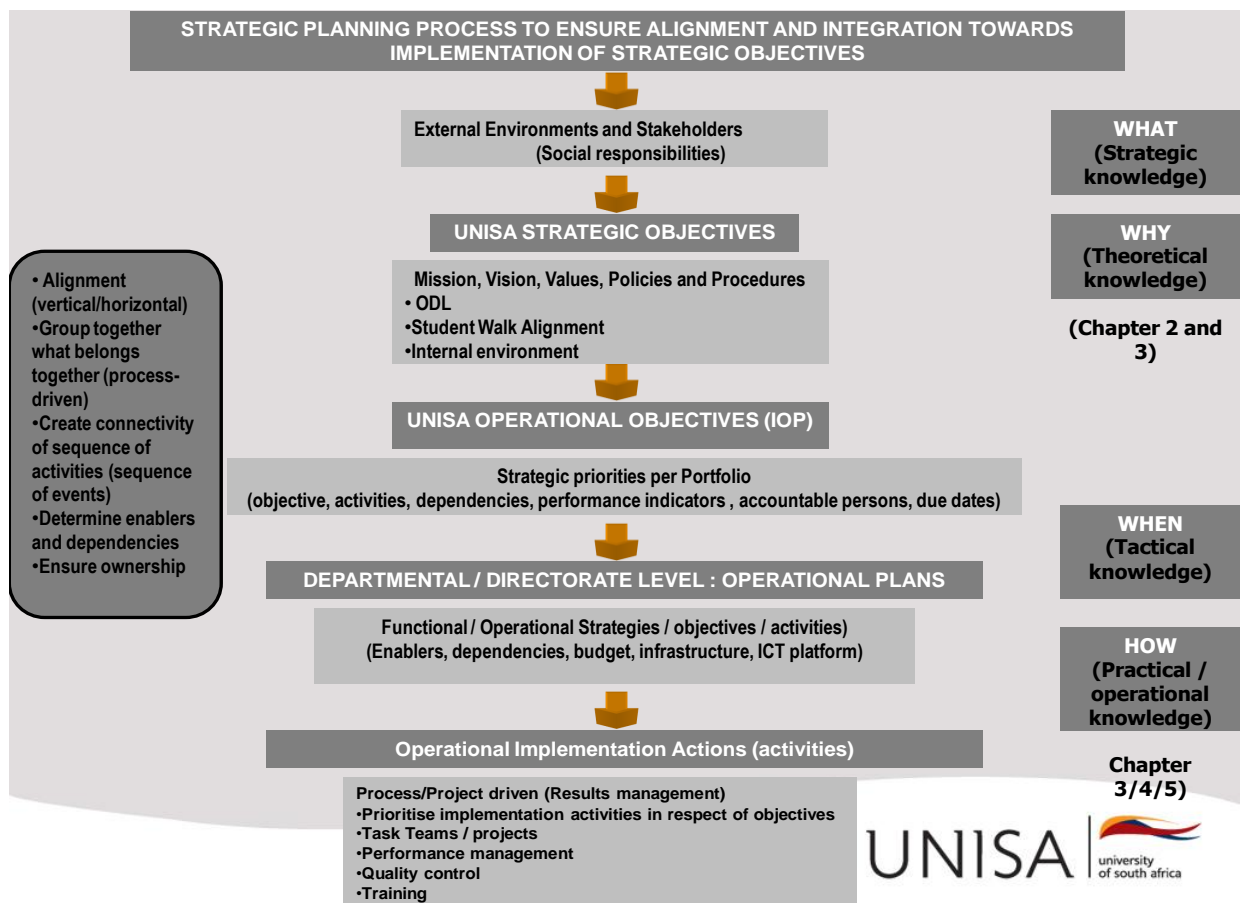 STRATEGIC PLANNING PROCESS TO ENSURE ALIGNMENT AND INTEGRATION TOWARDS
IMPLEMENTATION OF STRATEGIC OBJECTIVES
External Environments and Stakeholders
(Social responsibilities)
UNISA STRATEGIC OBJECTIVES
Mission, Vision, Values, Policies and Procedures
• ODL
•Student Walk Alignment
•Internal environment
UNISA OPERATIONAL OBJECTIVES (IOP)
Strategic priorities per Portfolio
(objective, activities, dependencies, performance indicators , accountable persons, due dates)
DEPARTMENTAL / DIRECTORATE LEVEL : OPERATIONAL PLANS
Functional / Operational Strategies / objectives / activities)
(Enablers, dependencies, budget, infrastructure, ICT platform)
Operational Implementation Actions (activities)
Process/Project driven (Results management)
•Prioritise implementation activities in respect of objectives
•Task Teams / projects
•Performance management
•Quality control
•Training
• Alignment
(vertical/horizontal)
•Group together
what belongs
together (process-
driven)
•Create connectivity
of sequence of
activities (sequence
of events)
•Determine enablers
and dependencies
•Ensure ownership
WHAT
(Strategic
knowledge)
WHY
(Theoretical
knowledge)
(Chapter 2 and
3)
WHEN
(Tactical
knowledge)
HOW
(Practical /
operational
knowledge)
Chapter
3/4/5)
UNISA
university
of south africa